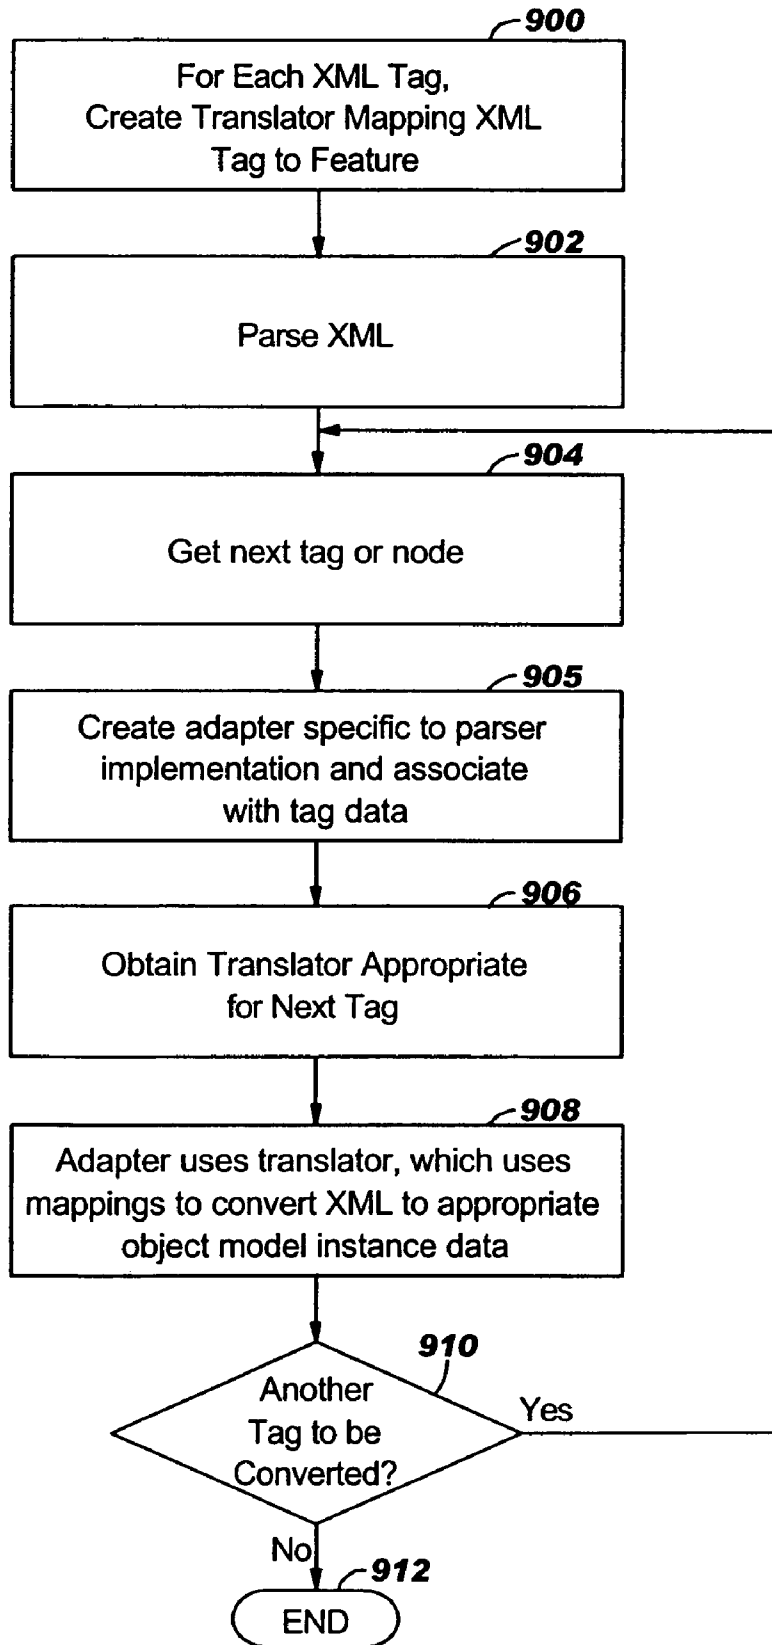 900
For Each XML Tag,
Create Translator Mapping XML
Tag to Feature
902
Parse XML
904
Get next tag or node
905
Create adapter specific to parser
implementation and associate
with tag data
906
Obtain Translator Appropriate
for Next Tag
908
Adapter uses translator, which uses
mappings to convert XML to appropriate
object model instance data
910
Another
Tag to be
Converted?
Yes
No
912
END